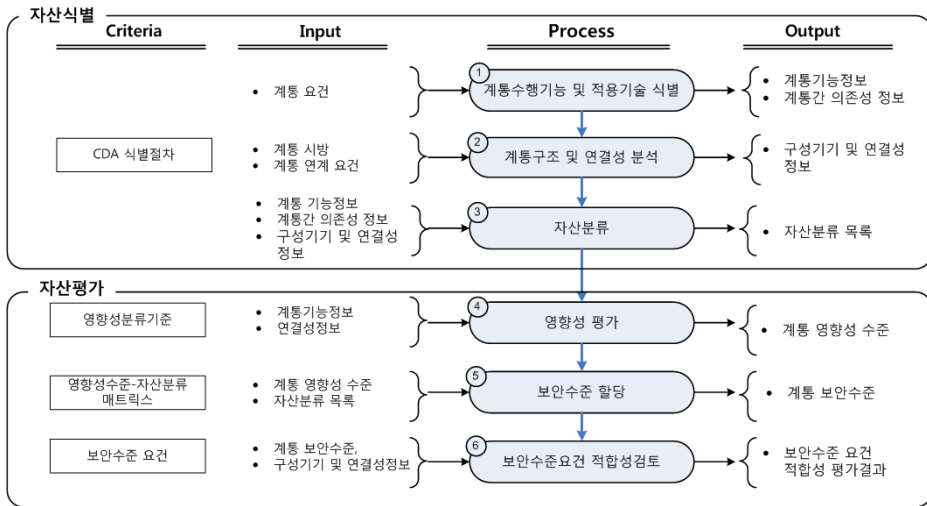 자산식별
Criteria
Input
Process
Output
• 계통 요건
1
계통수행기능 및 적용기술 식별
• 계통기능정보
• 계통간 의존성 정보
CDA 식별절차
• 계통 시방
• 계통 연계 요건
2
계통구조 및 연결성 분석
• 구성기기 및 연결성
정보
• 계통 기능정보
• 계통간 의존성 정보
• 구성기기 및 연결성
정보
3
자산분류
• 자산분류 목록
자산평가
영향성분류기준
• 계통기능정보
• 연결성정보
4
영향성 평가
• 계통 영향성 수준
영향성수준-자산분류
매트릭스
• 계통 영향성 수준
• 자산분류 목록
5
보안수준 할당
• 계통 보안수준
보안수준 요건
• 계통 보안수준,
• 구성기기 및 연결성정보
6
보안수준요건 적합성검토
• 보안수준 요건
적합성 평가결과